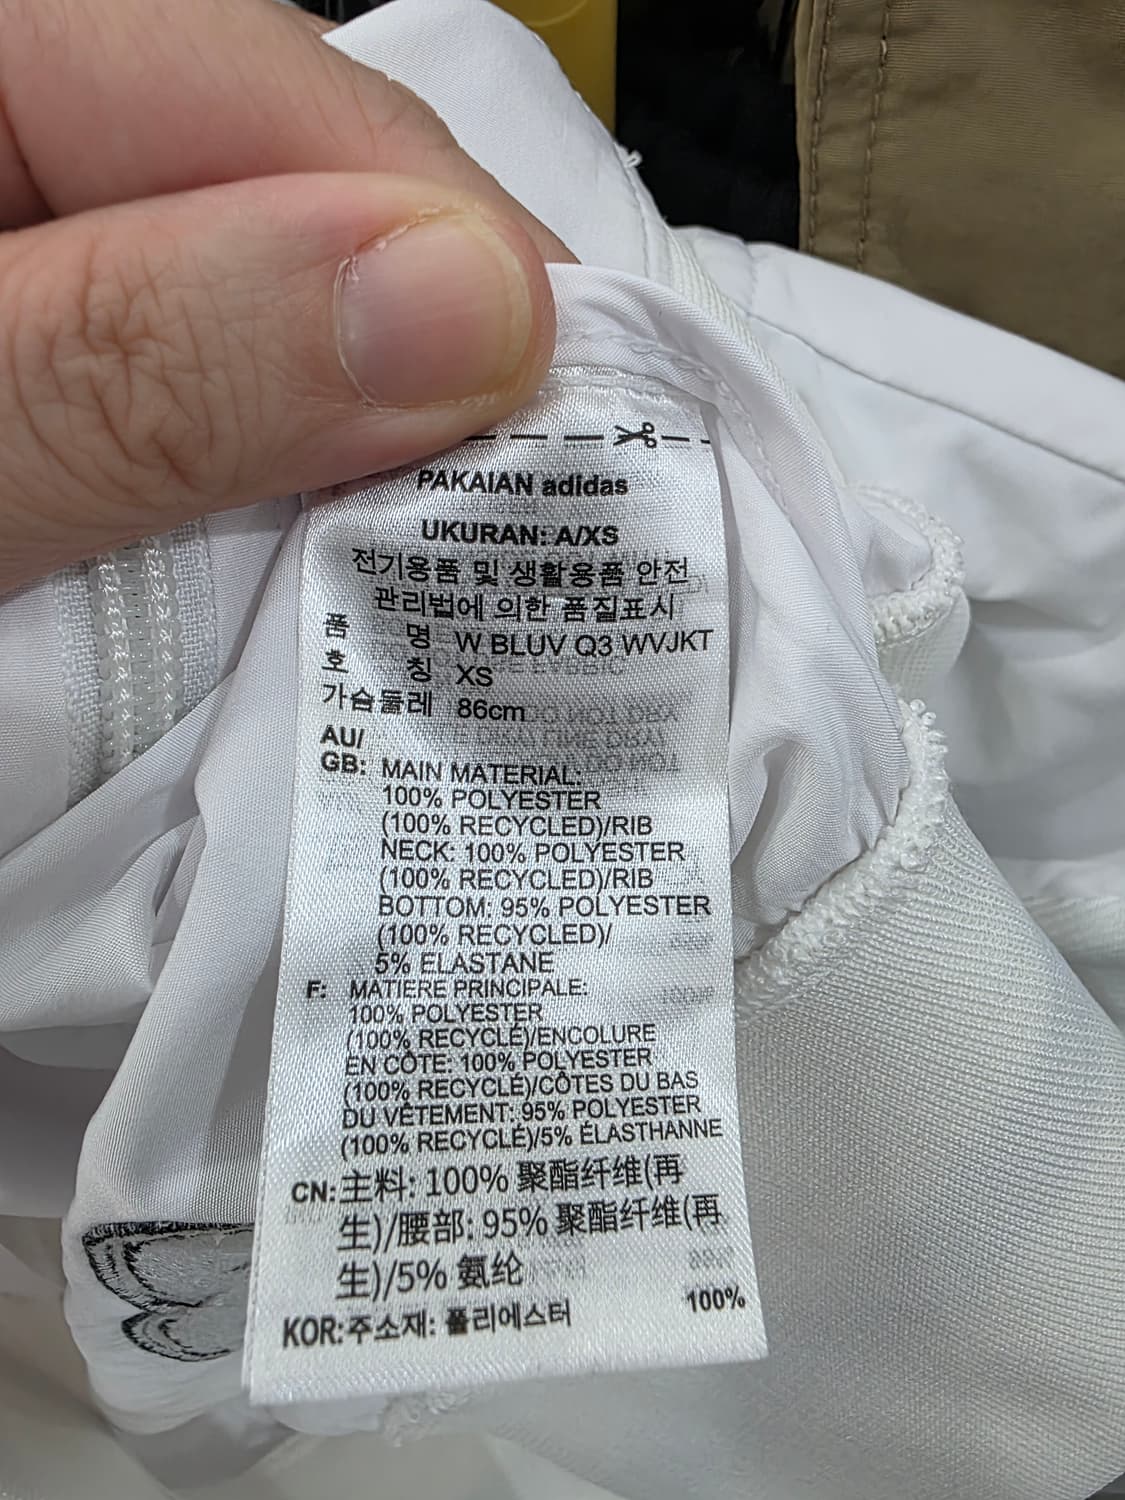 PAKAIAN adidas
UKURAN: A/XS
전기용품 및 생활용품 안전
관리법에 의한 품질표시
품 명 W BLUV Q3 WVJKT
호 칭 XS
가슴둘레 86cm
AU/
GB: MAIN MATERIAL:
100% POLYESTER
(100% RECYCLED)/RIB
NECK: 100% POLYESTER
(100% RECYCLED)/RIB
BOTTOM: 95% POLYESTER
(100% RECYCLED)/
5% ELASTANE
F: MATIERE PRINCIPALE:
100% POLYESTER
(100% RECYCLÉ)/ENCOLURE
EN CÔTE: 100% POLYESTER
(100% RECYCLÉ)/CÔTES DU BAS
DU VÊTEMENT: 95% POLYESTER
(100% RECYCLÉ)/5% ÉLASTHANNE
CN:主料: 100% 聚酯纤维(再
生)/腰部: 95% 聚酯纤维(再
生)/5% 氨纶
KOR:주소재: 폴리에스터 100%